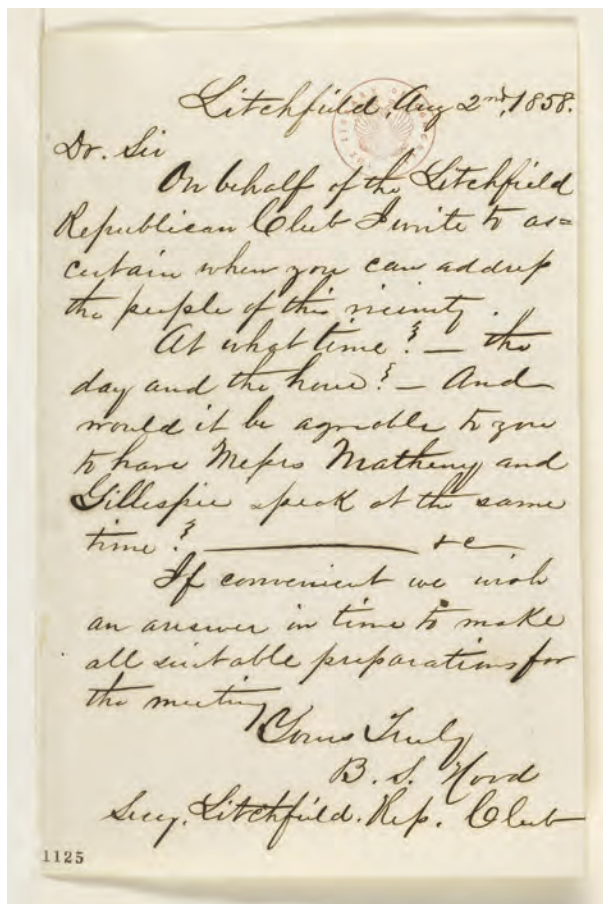 Litchfield, Aug 2nd, 1858.
Dr. Sir
On behalf of the Litchfield
Republican Club I write to as=
certain when you can address
the people of this vicinity.
At what time? — the
day and the hour? — And
would it be agreable to you
to have Messrs Matheny and
Gillespie speak at the same
time? ——— &c
If convenient we wish
an answer in time to make
all suitable preparations for
the meeting
Yours Truly
B. S. Hood
Secy. Litchfield. Rep. Club
1125